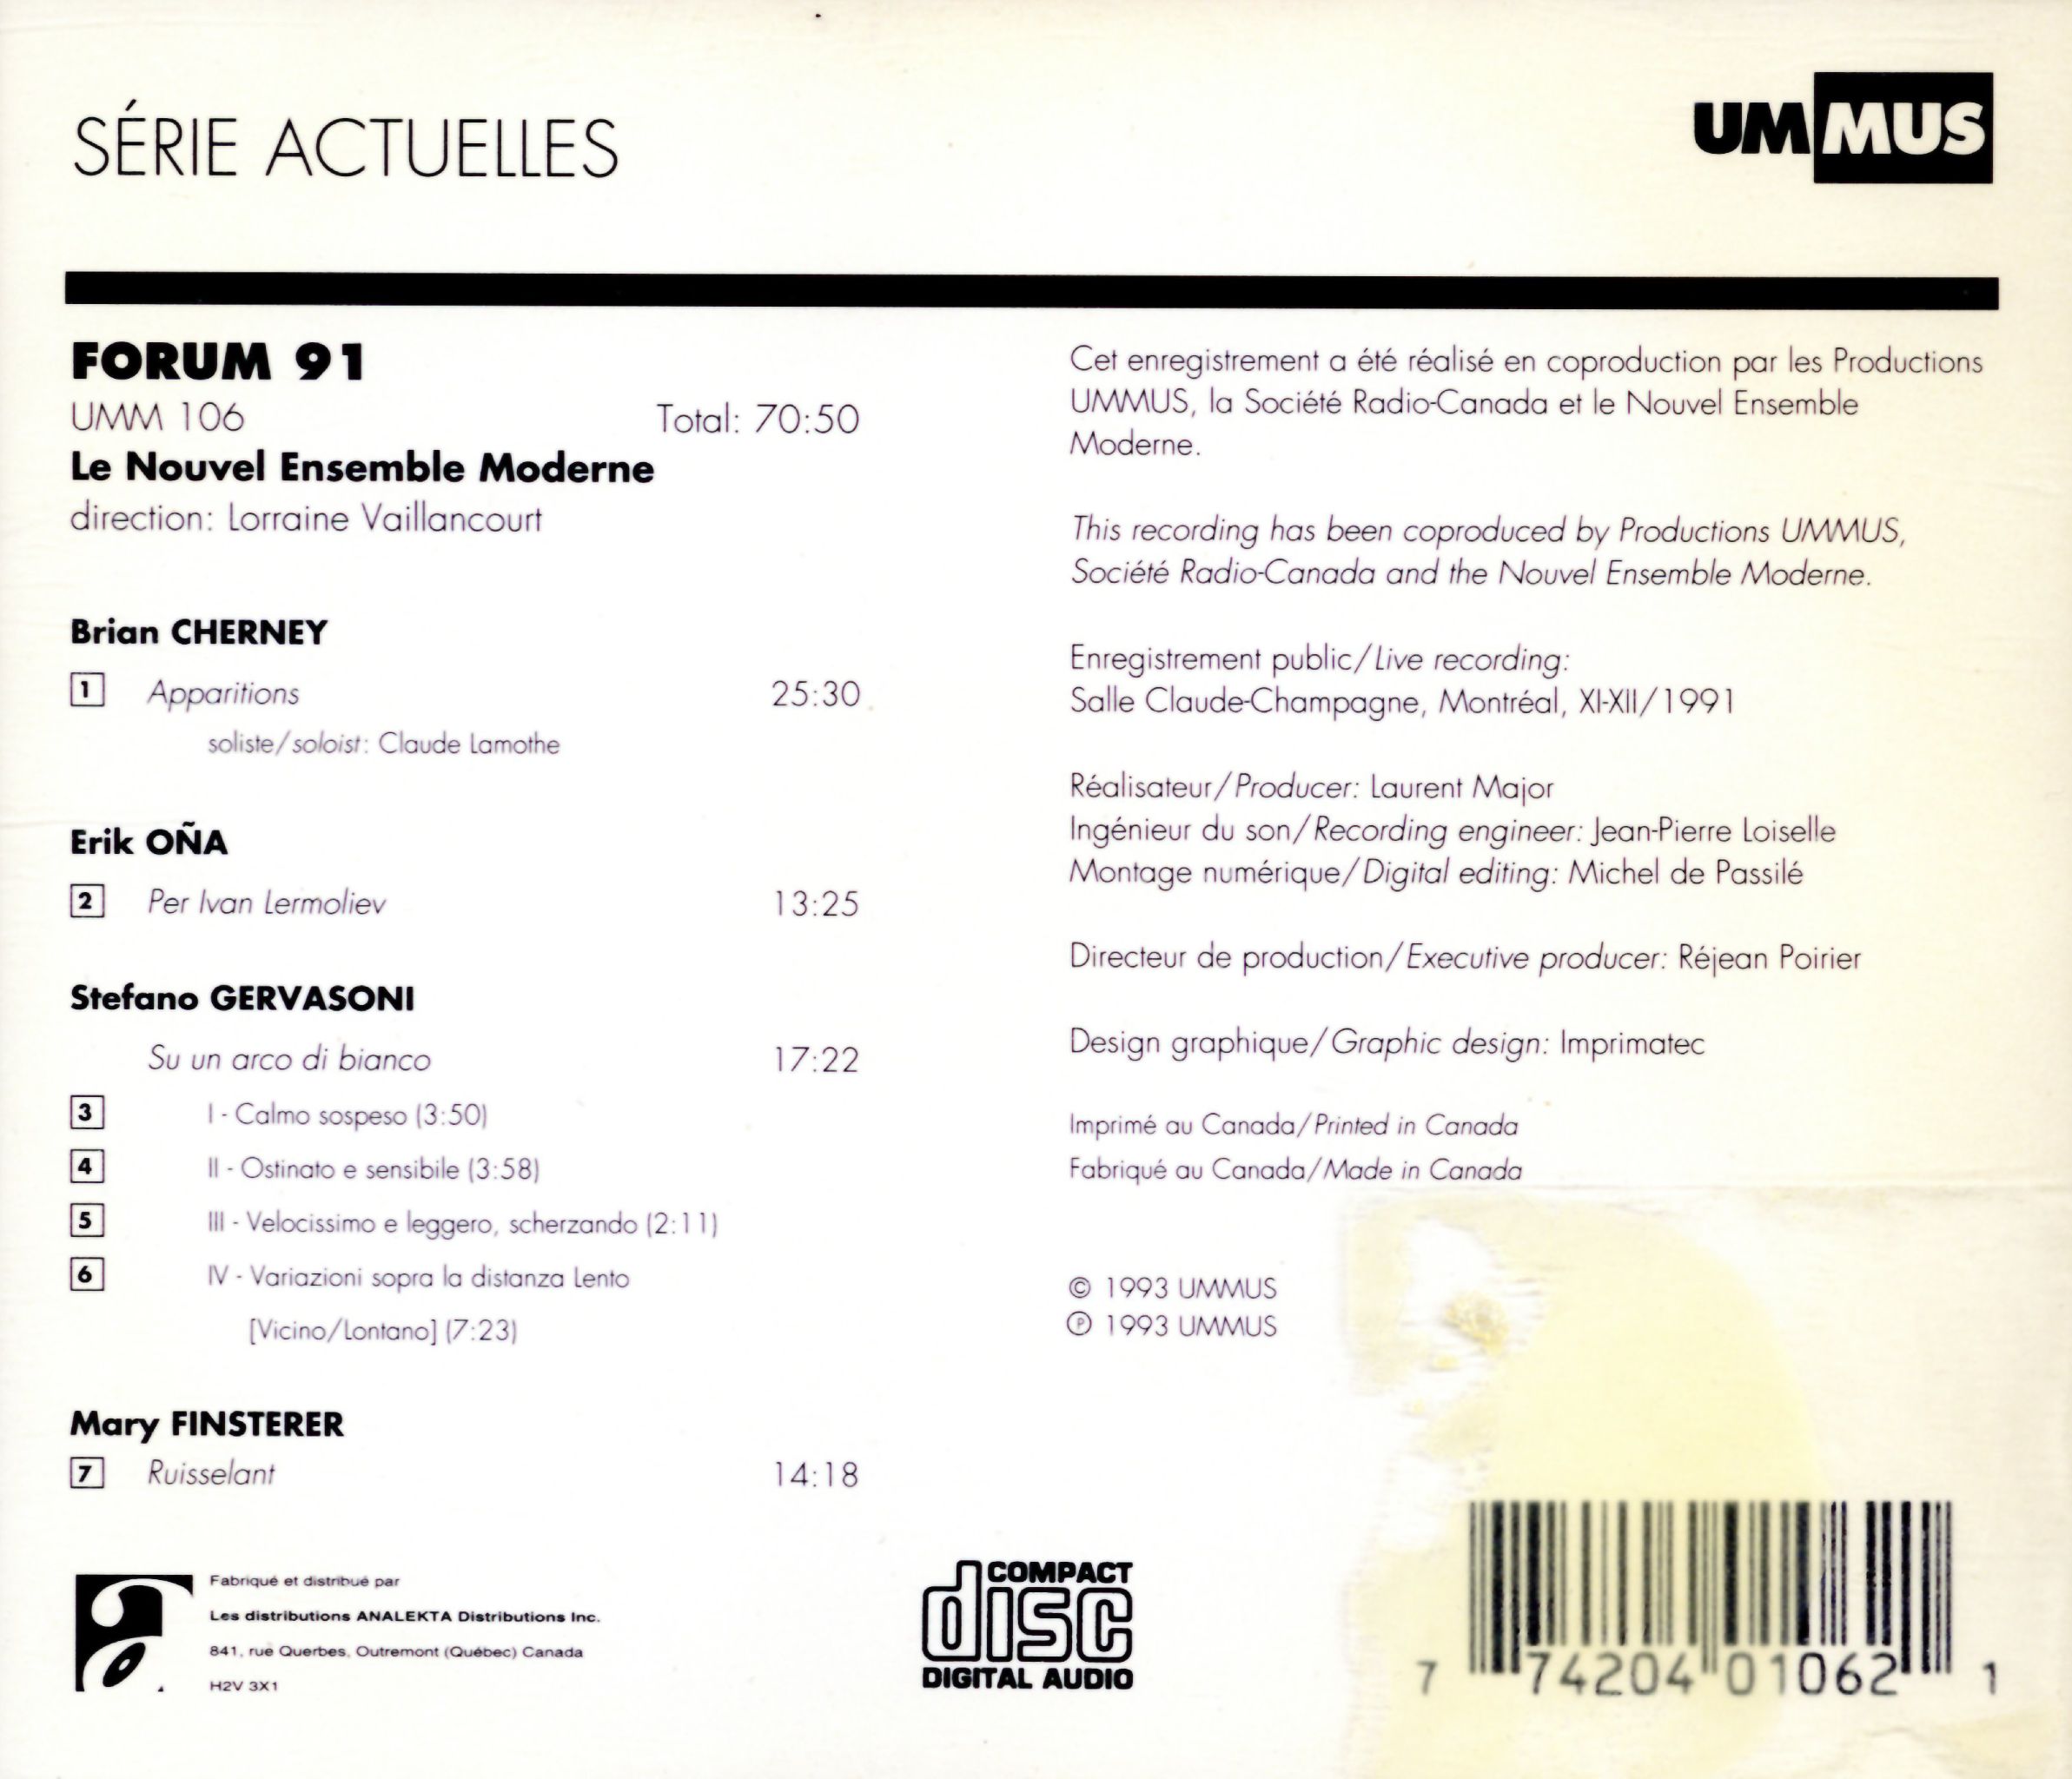 SÉRIE ACTUELLES
UMMUS
FORUM 91
UMM 106 Total: 70:50
Le Nouvel Ensemble Moderne
direction: Lorraine Vaillancourt
Brian CHERNEY
1 Apparitions 25:30
soliste/soloist: Claude Lamothe
Erik OÑA
2 Per Ivan Lermoliev 13:25
Stefano GERVASONI
Su un arco di bianco 17:22
3 I - Calmo sospeso (3:50)
4 II - Ostinato e sensibile (3:58)
5 III - Velocissimo e leggero, scherzando (2:11)
6 IV - Variazioni sopra la distanza Lento
[Vicino/Lontano] (7:23)
Mary FINSTERER
7 Ruisselant 14:18
Fabriqué et distribué par
Les distributions ANALEKTA Distributions Inc.
841, rue Querbes, Outremont (Québec) Canada
H2V 3X1
Cet enregistrement a été réalisé en coproduction par les Productions
UMMUS, la Société Radio-Canada et le Nouvel Ensemble
Moderne.
This recording has been coproduced by Productions UMMUS,
Société Radio-Canada and the Nouvel Ensemble Moderne.
Enregistrement public/Live recording:
Salle Claude-Champagne, Montréal, XI-XII/1991
Réalisateur/Producer: Laurent Major
Ingénieur du son/Recording engineer: Jean-Pierre Loiselle
Montage numérique/Digital editing: Michel de Passilé
Directeur de production/Executive producer: Réjean Poirier
Design graphique/Graphic design: Imprimatec
Imprimé au Canada/Printed in Canada
Fabriqué au Canada/Made in Canada
© 1993 UMMUS
℗ 1993 UMMUS
COMPACT
disc
DIGITAL AUDIO
7 74204 01062 1